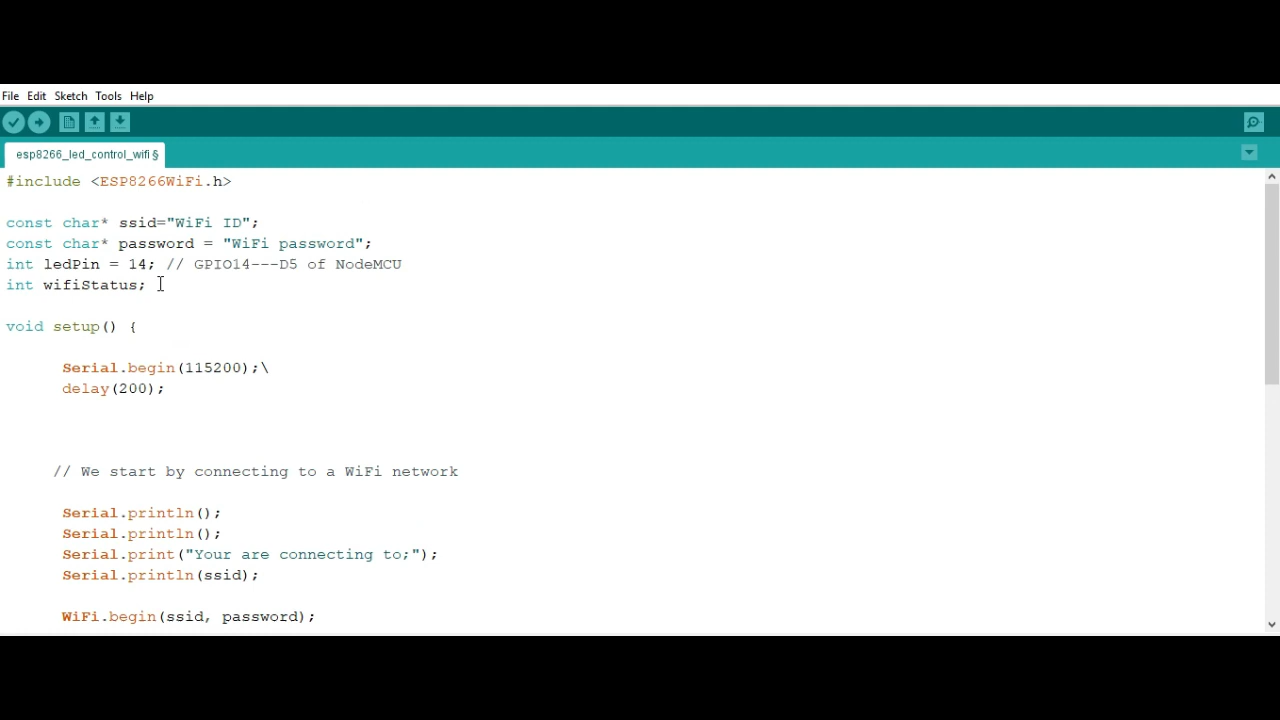 File Edit Sketch Tools Help
esp8266_led_control_wifi §
#include <ESP8266WiFi.h>
const char* ssid="WiFi ID";
const char* password = "WiFi password";
int ledPin = 14; // GPIO14---D5 of NodeMCU
int wifiStatus;
void setup() {
Serial.begin(115200);\
delay(200);
// We start by connecting to a WiFi network
Serial.println();
Serial.println();
Serial.print("Your are connecting to;");
Serial.println(ssid);
WiFi.begin(ssid, password);